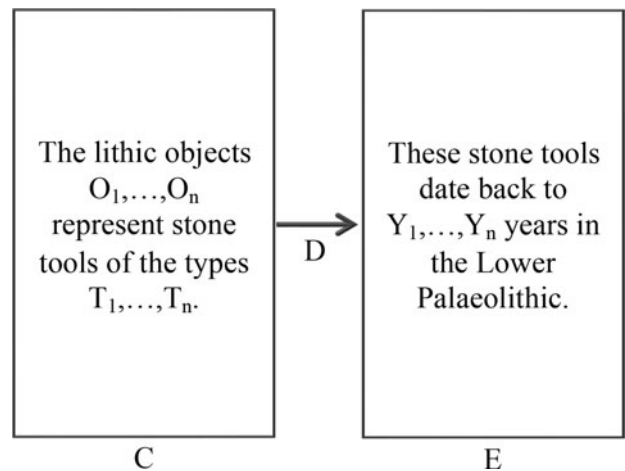 The lithic objects
O₁,…,Oₙ
represent stone
tools of the types
T₁,…,Tₙ.
D
These stone tools
date back to
Y₁,…,Yₙ years in
the Lower
Palaeolithic.
C
E